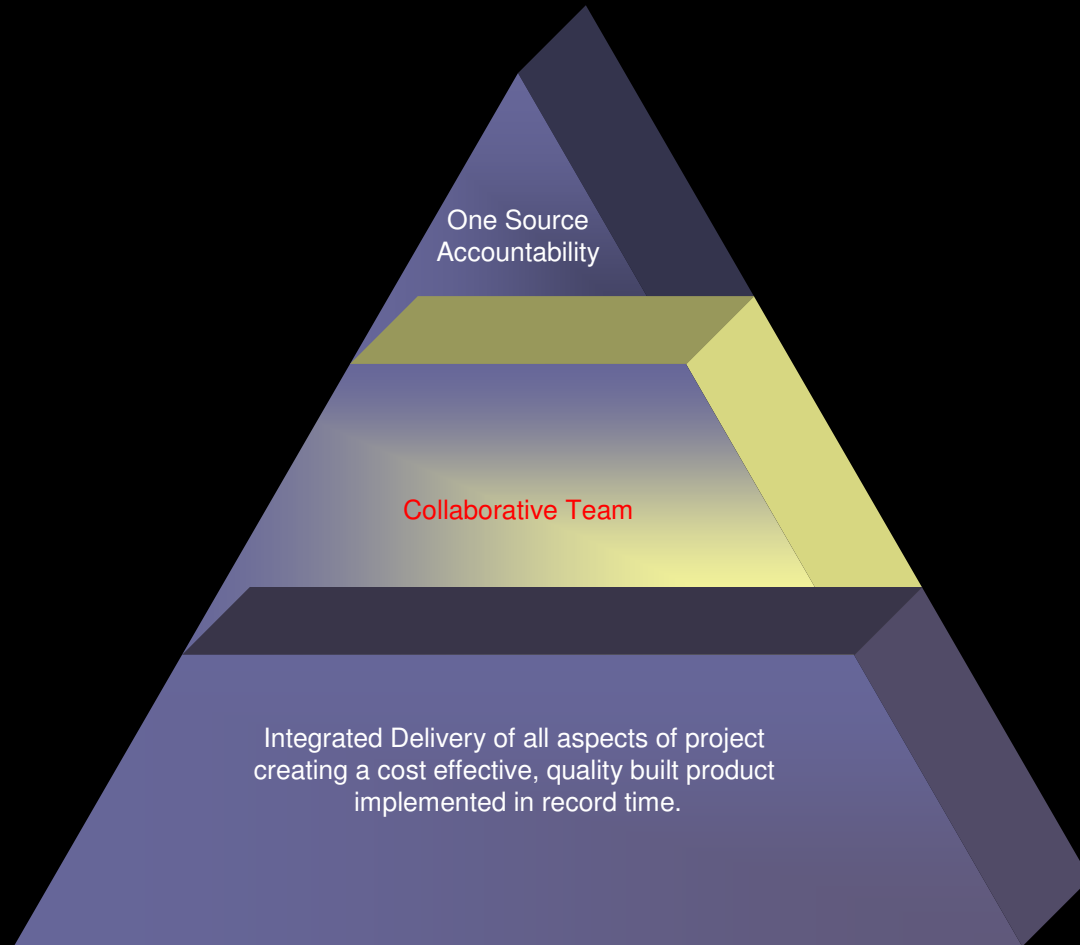 One Source
Accountability
Collaborative Team
Integrated Delivery of all aspects of project
creating a cost effective, quality built product
implemented in record time.